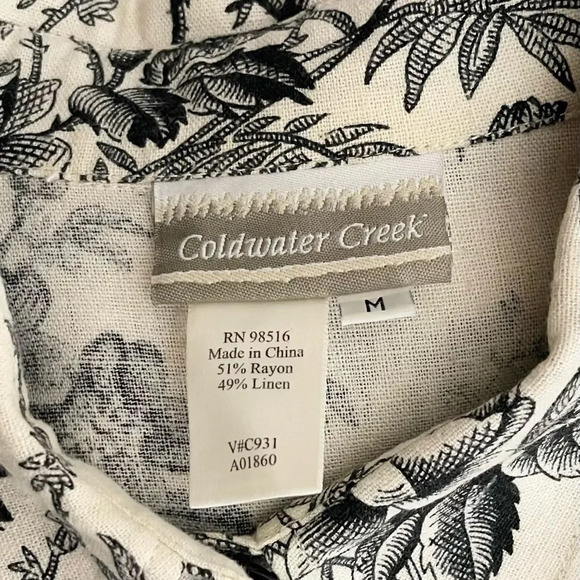 Coldwater Creek
M
RN 98516
Made in China
51% Rayon
49% Linen
V#C931
A01860